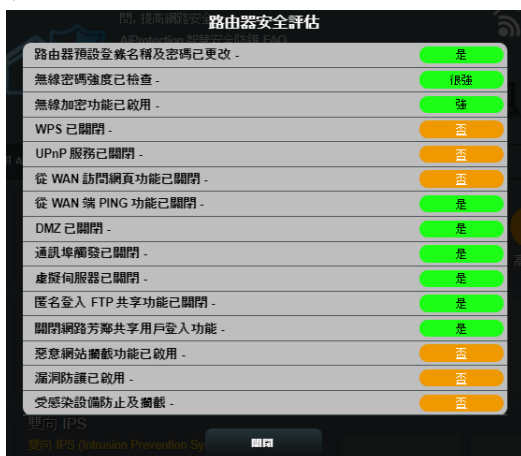 路由器安全評估
路由器預設登錄名稱及密碼已更改 - 是
無線密碼強度已檢查 - 很強
無線加密功能已啟用 - 強
WPS 已關閉 - 否
UPnP 服務已關閉 - 否
從 WAN 訪問網頁功能已關閉 - 否
從 WAN 端 PING 功能已關閉 - 是
DMZ 已關閉 - 是
通訊埠觸發已關閉 - 是
虛擬伺服器已關閉 - 是
匿名登入 FTP 共享功能已關閉 - 是
關閉網路芳鄰共享用戶登入功能 - 是
惡意網站攔截功能已啟用 - 否
漏洞防護已啟用 - 否
受感染設備防止及攔截 - 否
雙向 IPS
雙向 IPS (Intrusion Prevention Sy
關閉